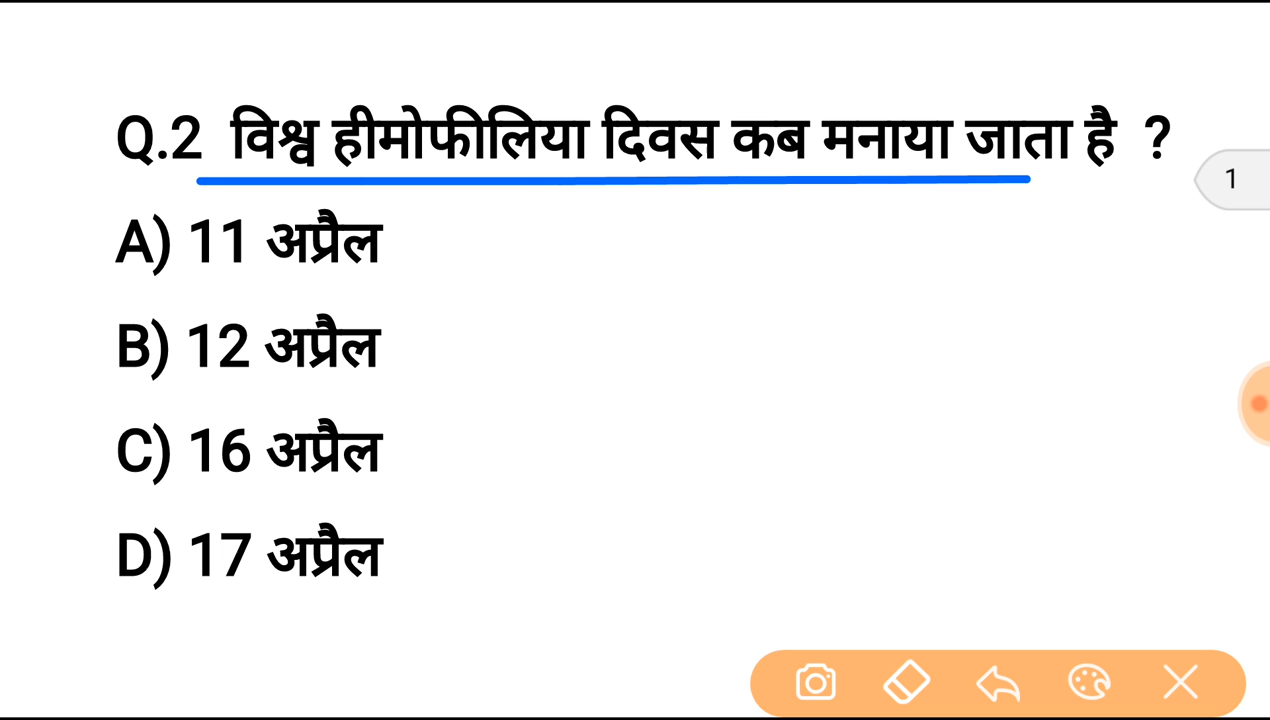 Q.2 विश्व हीमोफीलिया दिवस कब मनाया जाता है ?
1
A) 11 अप्रैल
B) 12 अप्रैल
C) 16 अप्रैल
D) 17 अप्रैल